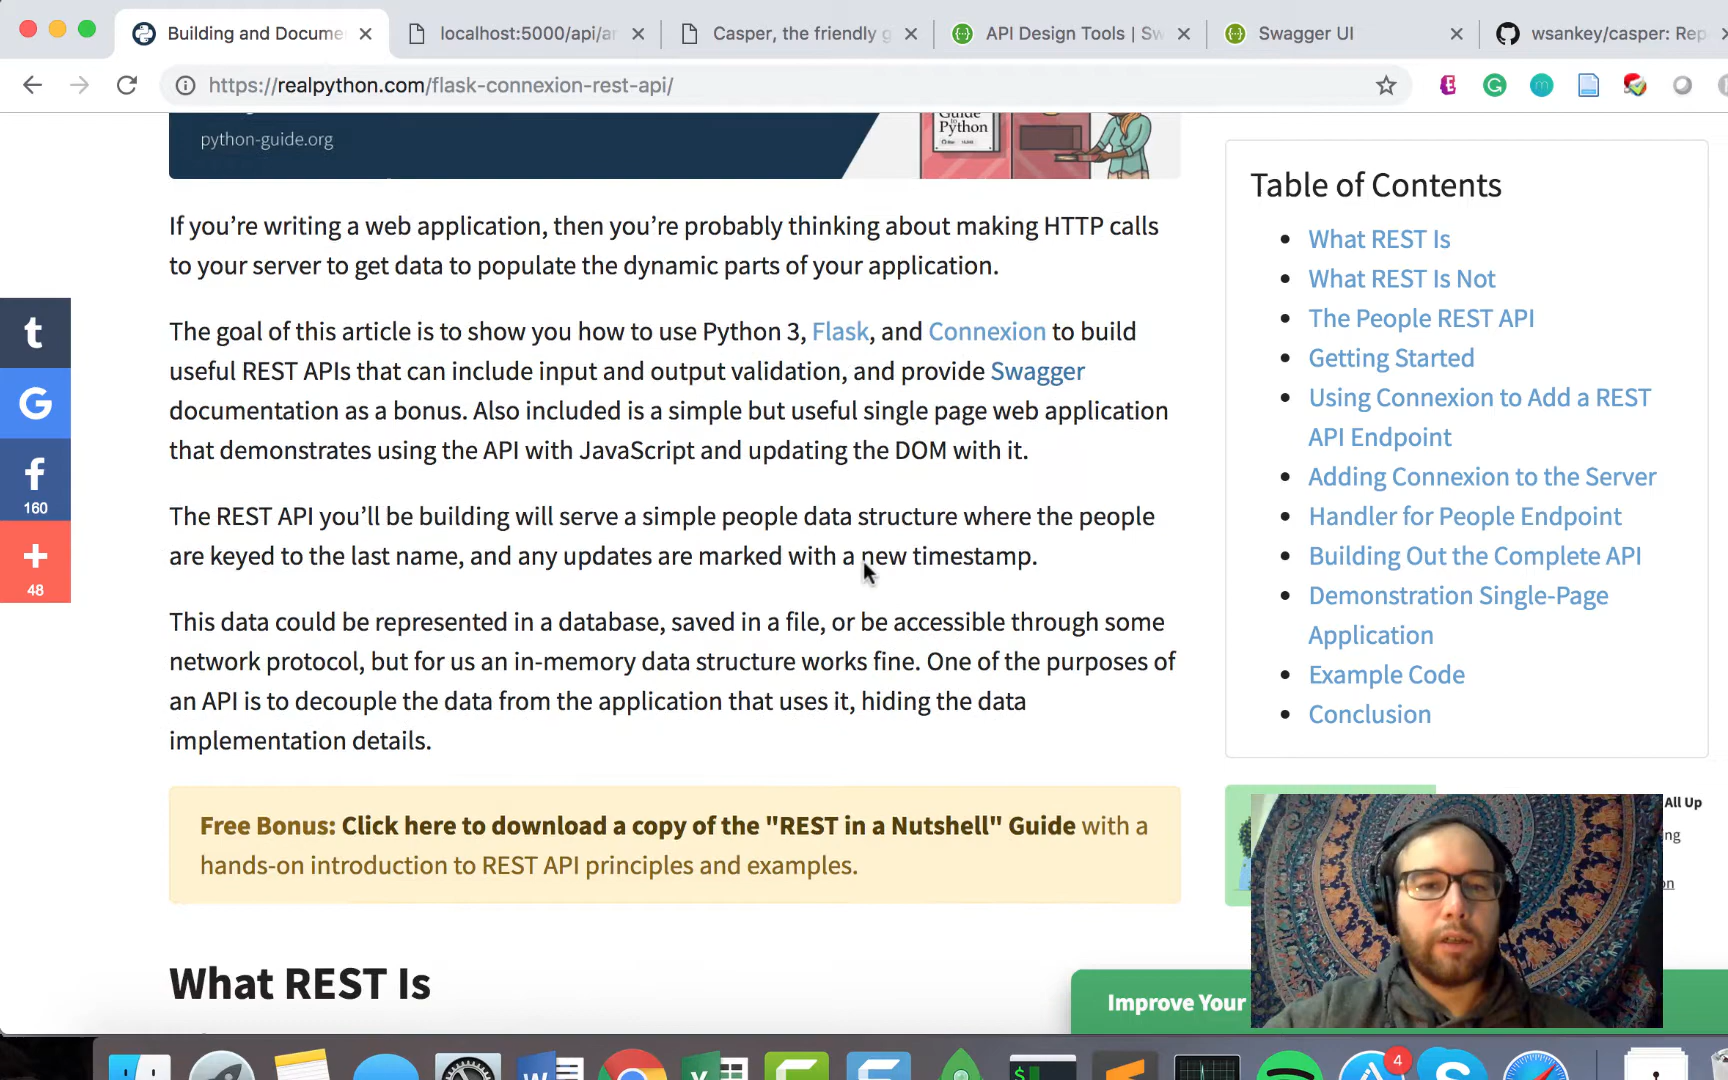 Building and Docume
localhost:5000/api/ar
Casper, the friendly g
API Design Tools | Sw
Swagger UI
wsankey/casper: Rep
https://realpython.com/flask-connexion-rest-api/
python-guide.org
Guide
Python
If you’re writing a web application, then you’re probably thinking about making HTTP calls
to your server to get data to populate the dynamic parts of your application.
The goal of this article is to show you how to use Python 3, Flask, and Connexion to build
useful REST APIs that can include input and output validation, and provide Swagger
documentation as a bonus. Also included is a simple but useful single page web application
that demonstrates using the API with JavaScript and updating the DOM with it.
The REST API you’ll be building will serve a simple people data structure where the people
are keyed to the last name, and any updates are marked with a new timestamp.
This data could be represented in a database, saved in a file, or be accessible through some
network protocol, but for us an in-memory data structure works fine. One of the purposes of
an API is to decouple the data from the application that uses it, hiding the data
implementation details.
Free Bonus: Click here to download a copy of the "REST in a Nutshell" Guide with a
hands-on introduction to REST API principles and examples.
What REST Is
160
48
Table of Contents
What REST Is
What REST Is Not
The People REST API
Getting Started
Using Connexion to Add a REST
API Endpoint
Adding Connexion to the Server
Handler for People Endpoint
Building Out the Complete API
Demonstration Single-Page
Application
Example Code
Conclusion
All Up
ng
on
Improve Your
4